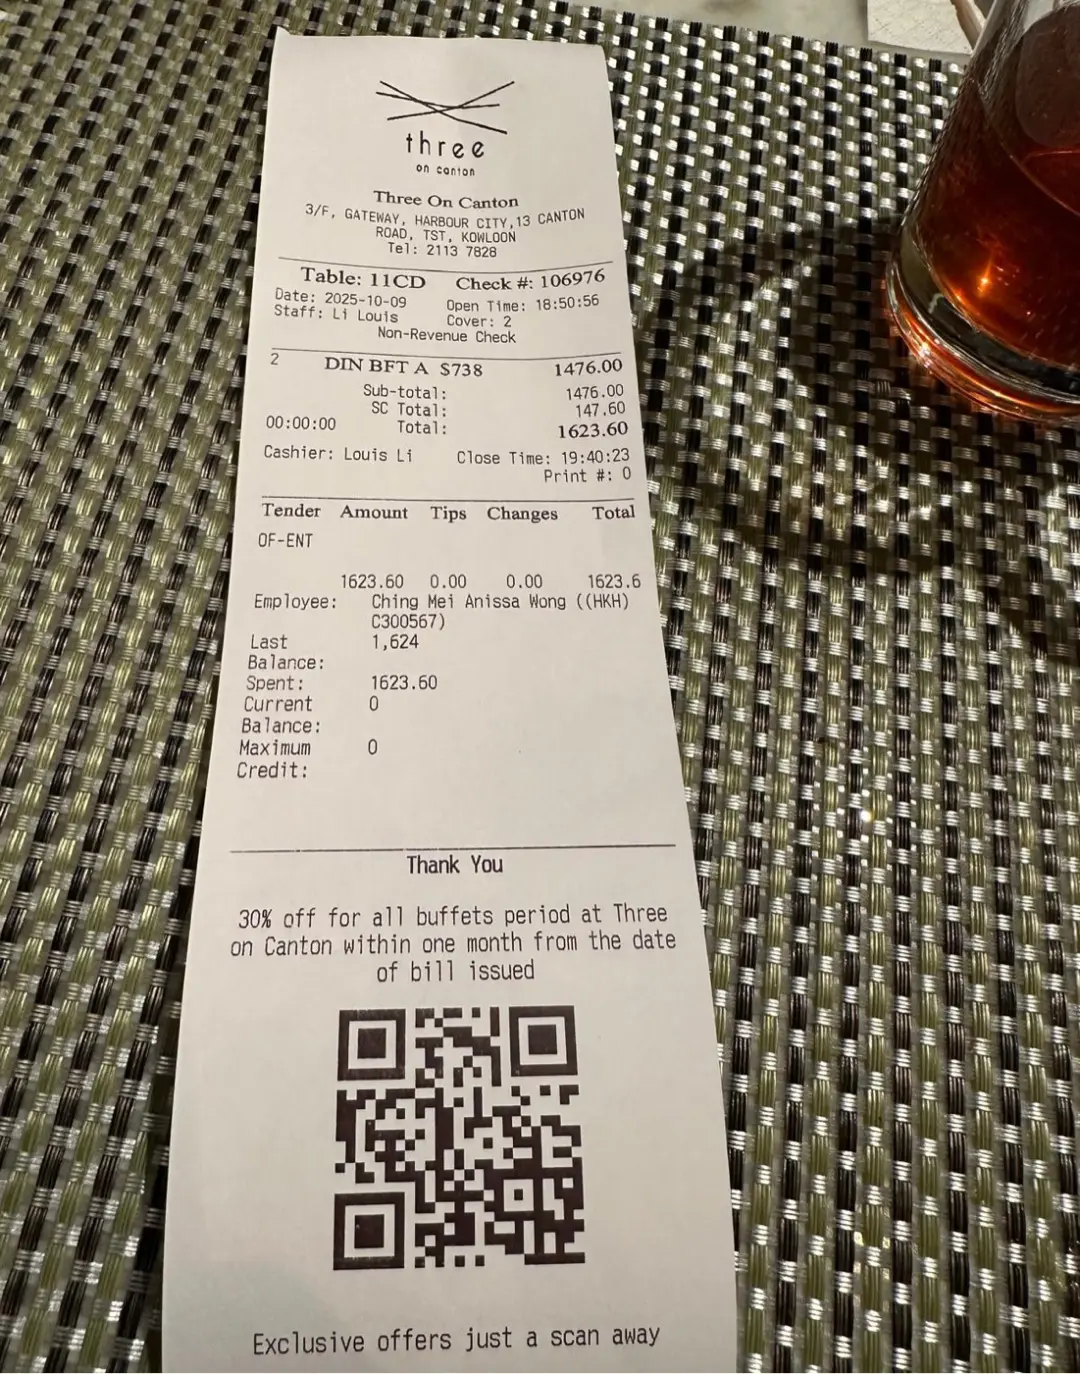 three
on canton
Three On Canton
3/F, GATEWAY, HARBOUR CITY,13 CANTON
ROAD, TST, KOWLOON
Tel: 2113 7828
Table: 11CD Check #: 106976
Date: 2025-10-09 Open Time: 18:50:56
Staff: Li Louis Cover: 2
Non-Revenue Check
2 DIN BFT A $738 1476.00
Sub-total: 1476.00
SC Total: 147.60
00:00:00 Total: 1623.60
Cashier: Louis Li Close Time: 19:40:23
Print #: 0
Tender Amount Tips Changes Total
OF-ENT
1623.60 0.00 0.00 1623.6
Employee: Ching Mei Anissa Wong ((HKH)
C300567)
Last 1,624
Balance:
Spent: 1623.60
Current 0
Balance:
Maximum 0
Credit:
Thank You
30% off for all buffets period at Three
on Canton within one month from the date
of bill issued
Exclusive offers just a scan away